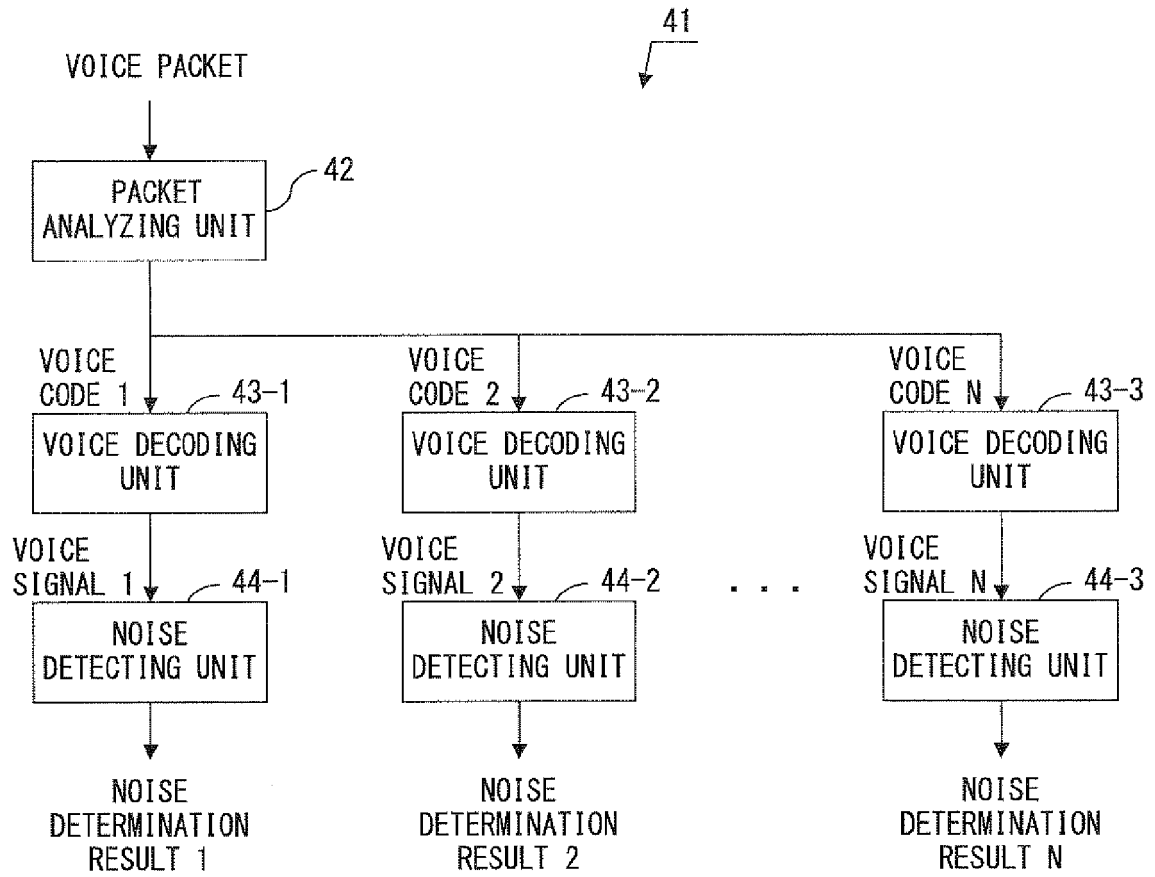 41
VOICE PACKET
PACKET
ANALYZING UNIT
42
VOICE
CODE 1
43-1
VOICE
CODE 2
43-2
VOICE
CODE N
43-3
VOICE DECODING
UNIT
VOICE DECODING
UNIT
VOICE DECODING
UNIT
VOICE
SIGNAL 1
44-1
VOICE
SIGNAL 2
44-2
VOICE
SIGNAL N
44-3
NOISE
DETECTING UNIT
NOISE
DETECTING UNIT
. . .
NOISE
DETECTING UNIT
NOISE
DETERMINATION
RESULT 1
NOISE
DETERMINATION
RESULT 2
NOISE
DETERMINATION
RESULT N